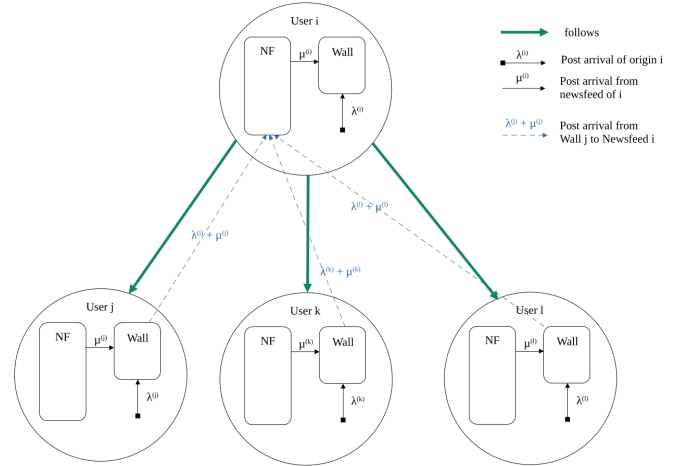 User i
NF
μ⁽ⁱ⁾
Wall
λ⁽ⁱ⁾
follows
λ⁽ⁱ⁾
Post arrival of origin i
μ⁽ⁱ⁾
Post arrival from
newsfeed of i
λ⁽ʲ⁾ + μ⁽ʲ⁾
Post arrival from
Wall j to Newsfeed i
λ⁽ʲ⁾ + μ⁽ʲ⁾
λ⁽ᵏ⁾ + μ⁽ᵏ⁾
λ⁽ˡ⁾ + μ⁽ˡ⁾
User j
NF
μ⁽ʲ⁾
Wall
λ⁽ʲ⁾
User k
NF
μ⁽ᵏ⁾
Wall
λ⁽ᵏ⁾
User l
NF
μ⁽ˡ⁾
Wall
λ⁽ˡ⁾